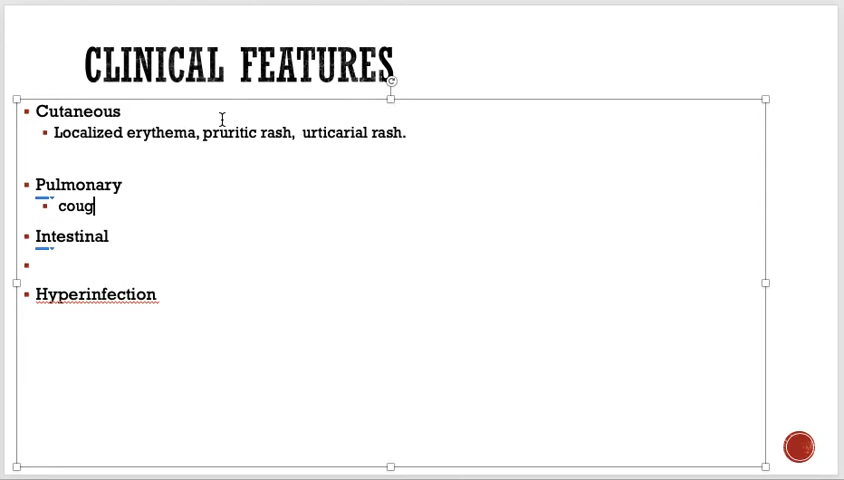 CLINICAL FEATURES
Cutaneous
Localized erythema, pruritic rash, urticarial rash.
Pulmonary
coug
Intestinal
Hyperinfection